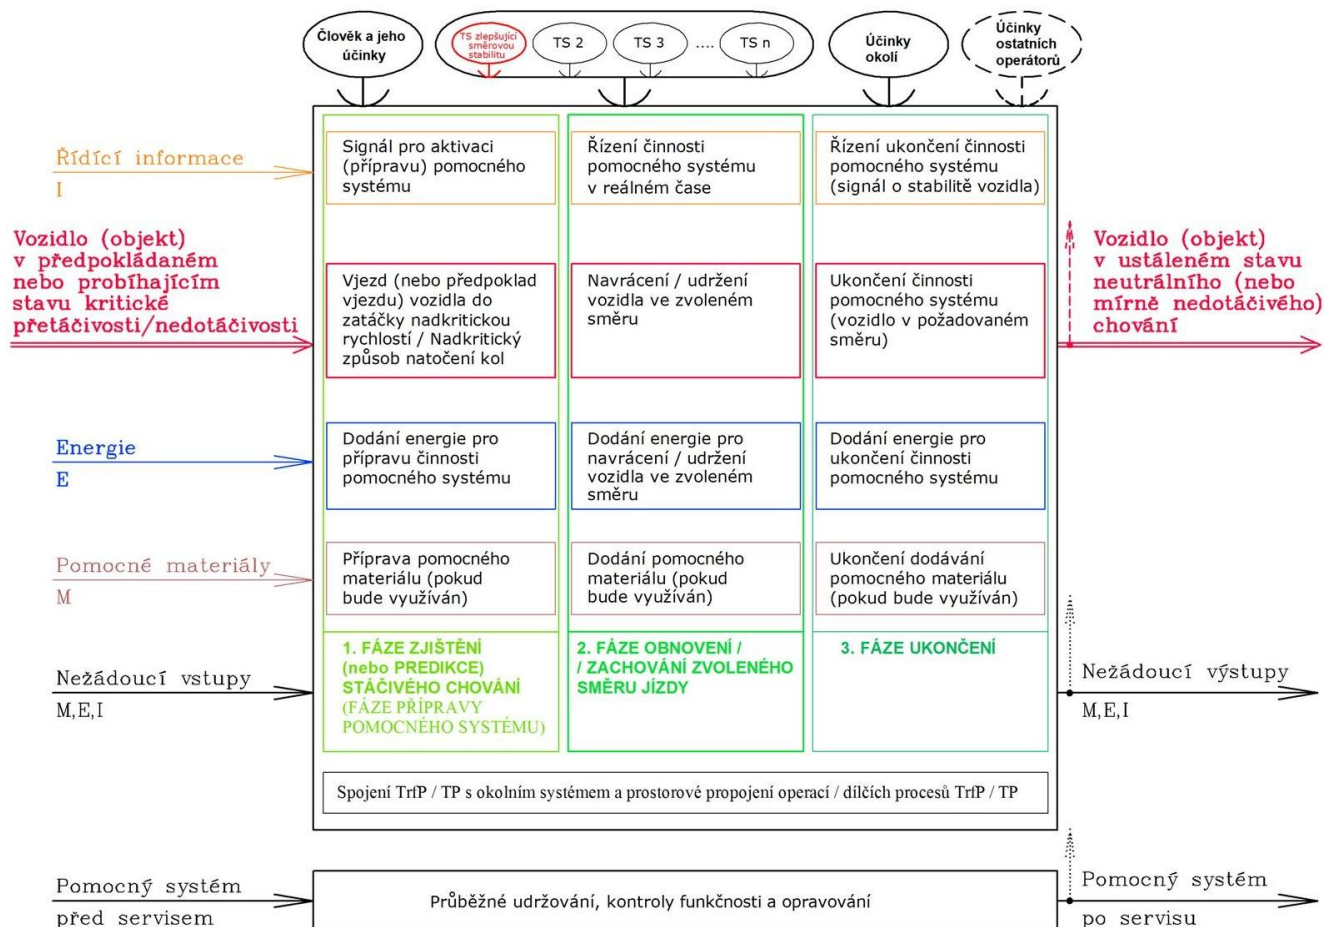 Člověk a jeho
účinky
TS zlepšující
směrovou
stabilitu
TS 2
TS 3
....
TS n
Účinky
okolí
Účinky
ostatních
operátorů
Řídící informace
I
Signál pro aktivaci
(přípravu) pomocného
systému
Řízení činnosti
pomocného systému
v reálném čase
Řízení ukončení činnosti
pomocného systému
(signál o stabilitě vozidla)
Vozidlo (objekt)
v předpokládaném
nebo probíhajícím
stavu kritické
přetáčivosti/nedotáčivosti
Vjezd (nebo předpoklad
vjezdu) vozidla do
zatáčky nadkritickou
rychlostí / Nadkritický
způsob natočení kol
Navrácení / udržení
vozidla ve zvoleném
směru
Ukončení činnosti
pomocného systému
(vozidlo v požadovaném
směru)
Vozidlo (objekt)
v ustáleném stavu
neutrálního (nebo
mírně nedotáčivého)
chování
Energie
E
Dodání energie pro
přípravu činnosti
pomocného systému
Dodání energie pro
navrácení / udržení
vozidla ve zvoleném
směru
Dodání energie pro
ukončení činnosti
pomocného systému
Pomocné materiály
M
Příprava pomocného
materiálu (pokud
bude využíván)
Dodání pomocného
materiálu (pokud
bude využíván)
Ukončení dodávání
pomocného materiálu
(pokud bude využíván)
Nežádoucí vstupy
M,E,I
1. FÁZE ZJIŠTĚNÍ
(nebo PREDIKCE)
STÁČIVÉHO CHOVÁNÍ
(FÁZE PŘÍPRAVY
POMOCNÉHO SYSTÉMU)
2. FÁZE OBNOVENÍ /
/ ZACHOVÁNÍ ZVOLENÉHO
SMĚRU JÍZDY
3. FÁZE UKONČENÍ
Nežádoucí výstupy
M,E,I
Spojení TrfP / TP s okolním systémem a prostorové propojení operací / dílčích procesů TrfP / TP
Pomocný systém
před servisem
Průběžné udržování, kontroly funkčnosti a opravování
Pomocný systém
po servisu